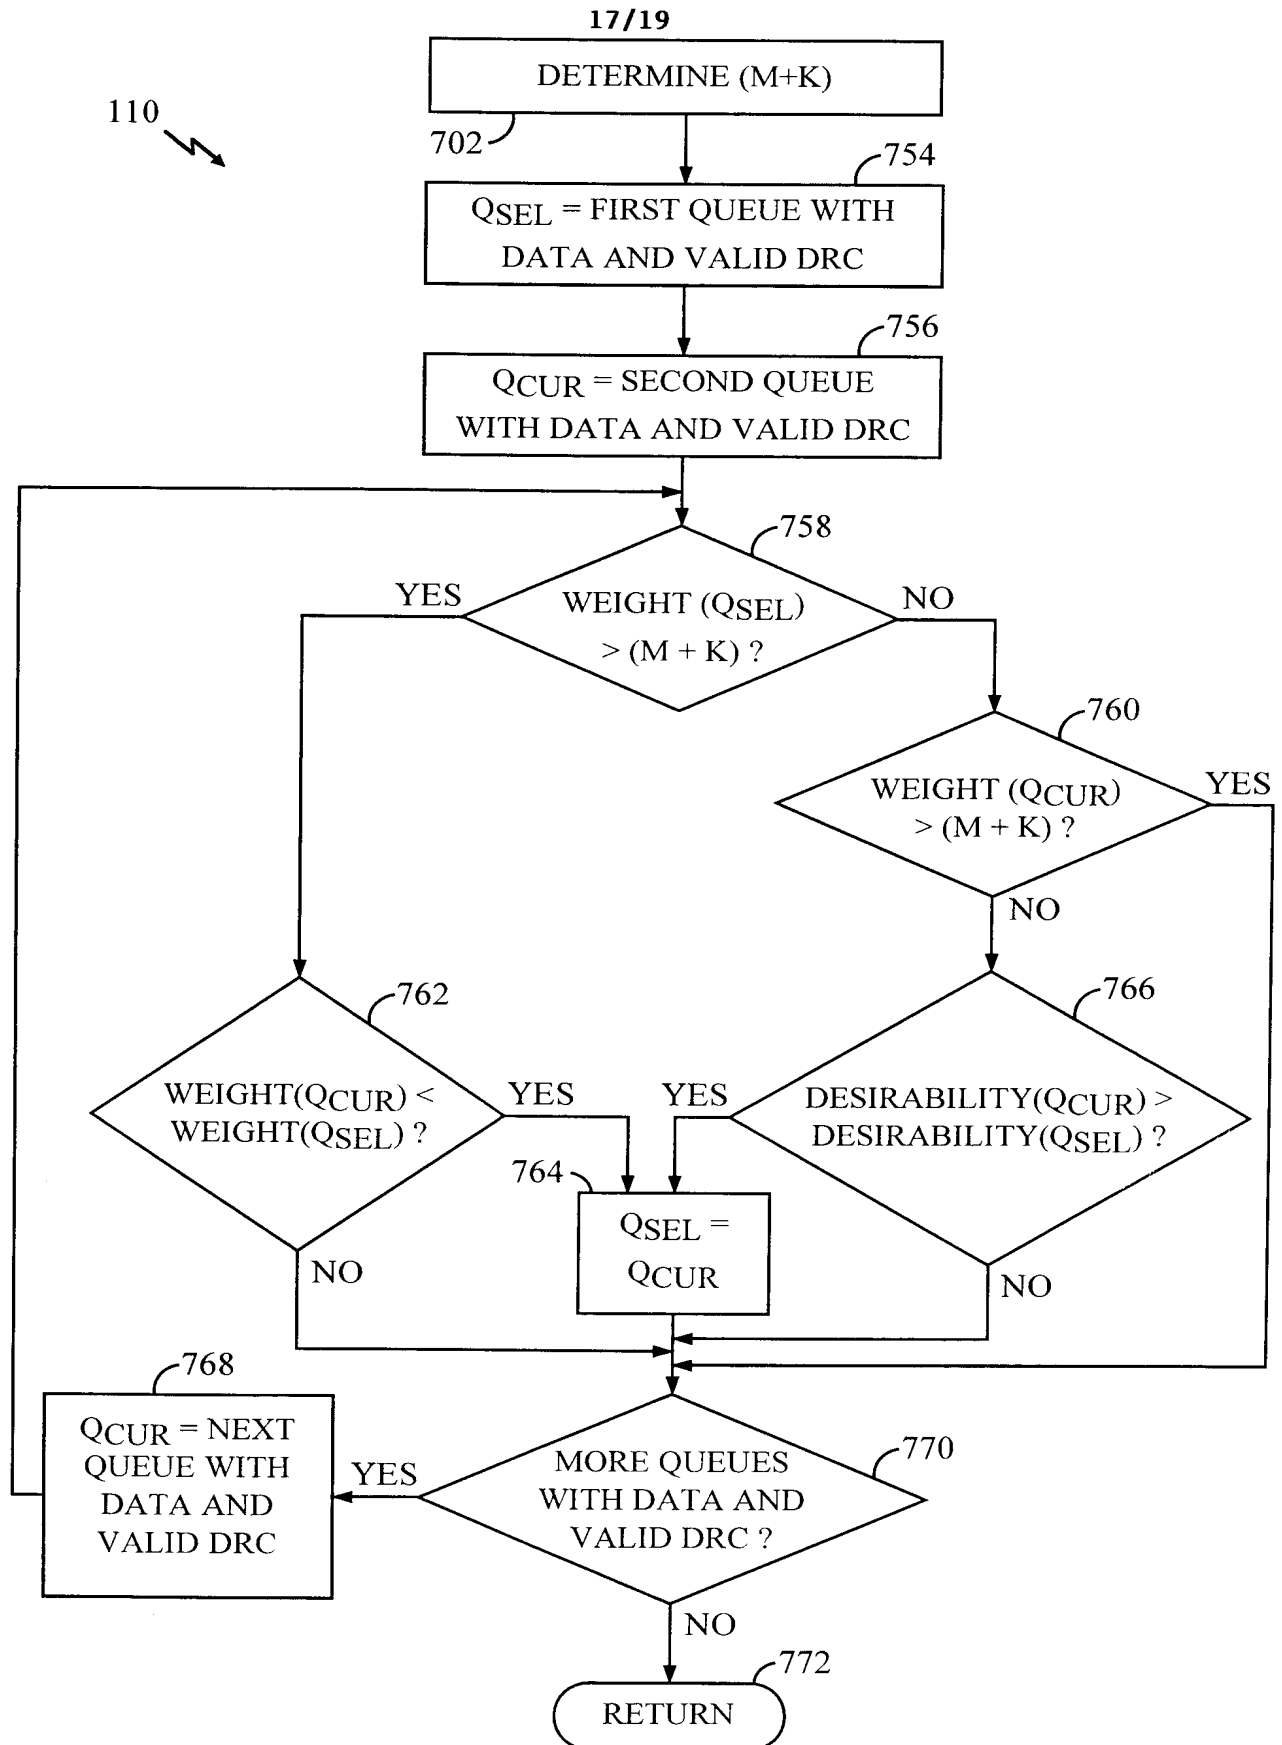 17/19
DETERMINE (M+K)
110
702
754
QSEL = FIRST QUEUE WITH
DATA AND VALID DRC
756
QCUR = SECOND QUEUE
WITH DATA AND VALID DRC
758
YES
WEIGHT (QSEL)
> (M + K) ?
NO
760
WEIGHT (QCUR)
> (M + K) ?
YES
NO
762
766
WEIGHT(QCUR) <
WEIGHT(QSEL) ?
YES
YES
DESIRABILITY(QCUR) >
DESIRABILITY(QSEL) ?
764
QSEL =
QCUR
NO
NO
768
QCUR = NEXT
QUEUE WITH
DATA AND
VALID DRC
YES
770
MORE QUEUES
WITH DATA AND
VALID DRC ?
NO
772
RETURN